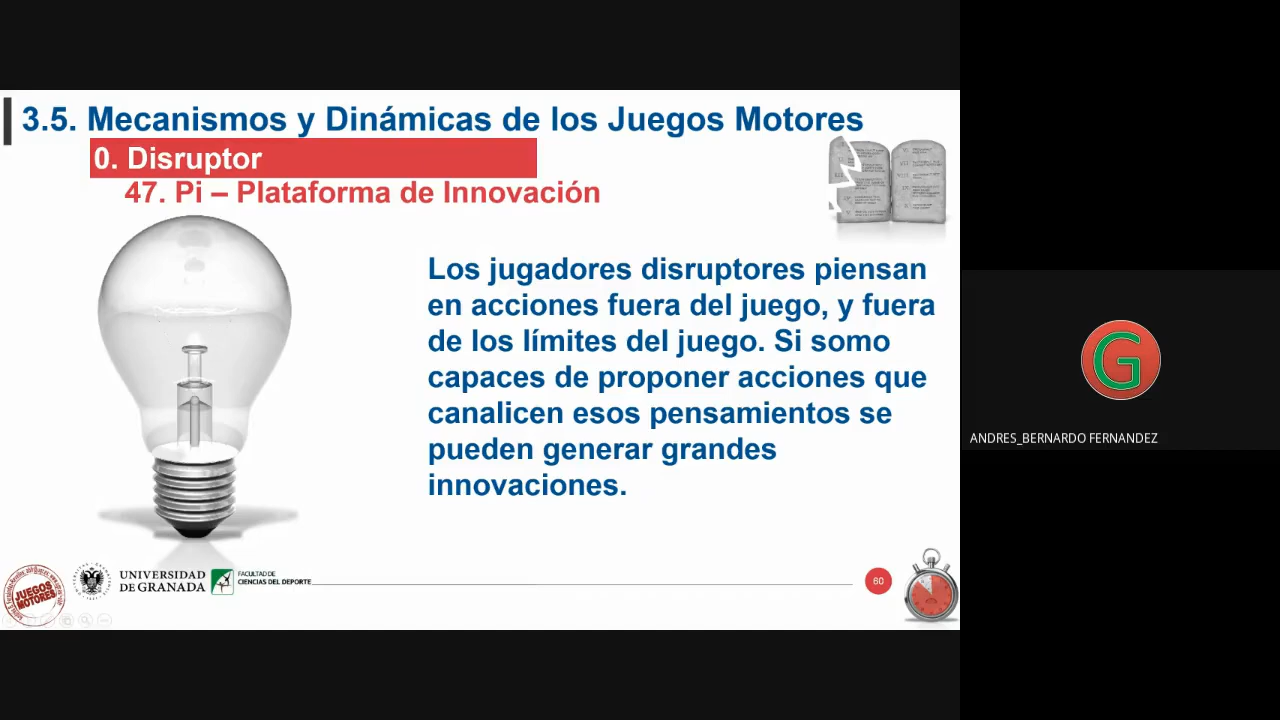 3.5. Mecanismos y Dinámicas de los Juegos Motores
0. Disruptor
47. Pi – Plataforma de Innovación
Los jugadores disruptores piensan
en acciones fuera del juego, y fuera
de los límites del juego. Si somo
capaces de proponer acciones que
canalicen esos pensamientos se
pueden generar grandes
innovaciones.
JUEGOS
MOTORES
UNIVERSIDAD
DE GRANADA
FACULTAD DE
CIENCIAS DEL DEPORTE
60
G
ANDRES_BERNARDO FERNANDEZ